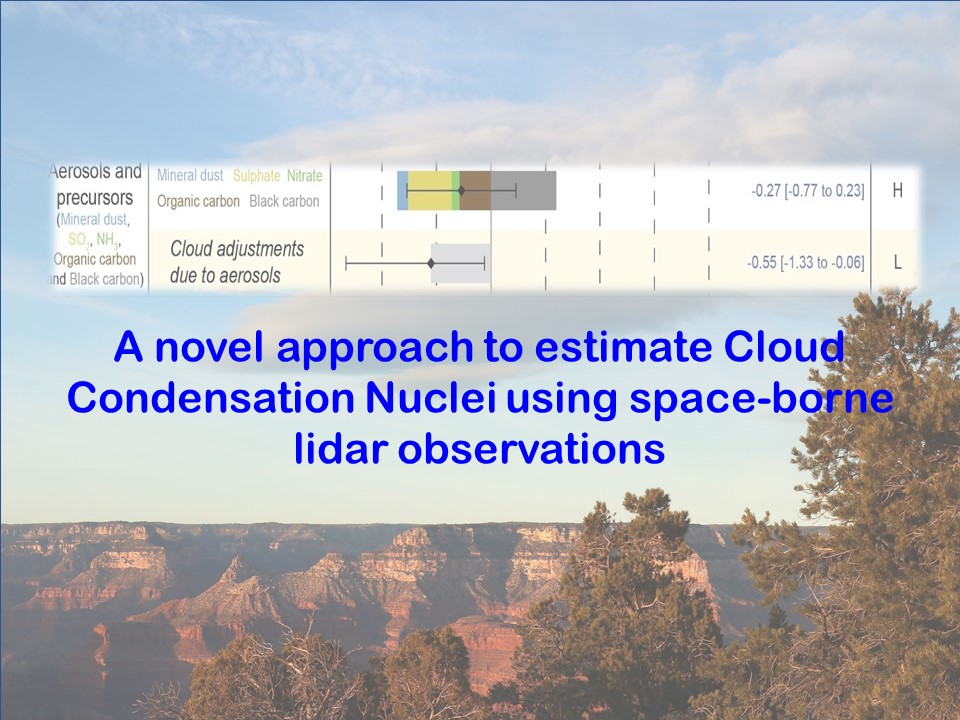 Aerosols and
precursors
(Mineral dust,
SO₂, NH₃,
Organic carbon
and Black carbon)
Mineral dust Sulphate Nitrate
Organic carbon Black carbon
-0.27 [-0.77 to 0.23]
H
Cloud adjustments
due to aerosols
-0.55 [-1.33 to -0.06]
L
A novel approach to estimate Cloud
Condensation Nuclei using space-borne
lidar observations